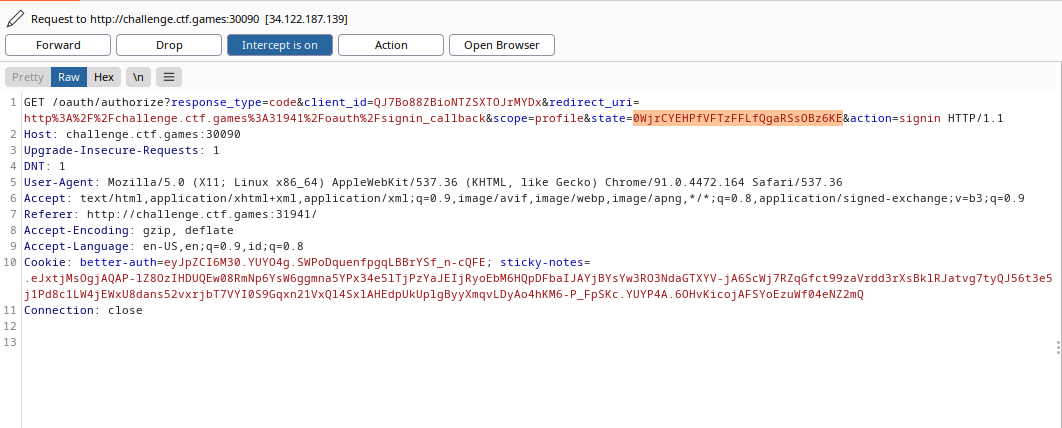 Request to http://challenge.ctf.games:30090 [34.122.187.139]
Forward Drop Intercept is on Action Open Browser
Pretty Raw Hex \n
1 GET /oauth/authorize?response_type=code&client_id=QJ7Bo88ZBioNTZSXTOJrMYDx&redirect_uri=
http%3A%2F%2Fchallenge.ctf.games%3A31941%2Foauth%2Fsignin_callback&scope=profile&state=0WjrCYEHPfVFTzFFLfQgaRSsOBz6KE&action=signin HTTP/1.1
2 Host: challenge.ctf.games:30090
3 Upgrade-Insecure-Requests: 1
4 DNT: 1
5 User-Agent: Mozilla/5.0 (X11; Linux x86_64) AppleWebKit/537.36 (KHTML, like Gecko) Chrome/91.0.4472.164 Safari/537.36
6 Accept: text/html,application/xhtml+xml,application/xml;q=0.9,image/avif,image/webp,image/apng,*/*;q=0.8,application/signed-exchange;v=b3;q=0.9
7 Referer: http://challenge.ctf.games:31941/
8 Accept-Encoding: gzip, deflate
9 Accept-Language: en-US,en;q=0.9,id;q=0.8
10 Cookie: better-auth=eyJpZCI6M30.YUYO4g.SWPoDquenfpgqLBBrYSf_n-cQFE; sticky-notes=
.eJxtjMsOgjAQAP-lZ8OzIHDUQEw08RmNp6YsW6ggmna5YPx34e5lTjPzYaJEIjRyoEbM6HQpDFbaIJAYjBYsYw3RO3NdaGTXYV-jA6ScWj7RZqGfct99zaVrdd3rXsBklRJatvg7tyQJ56t3e5
j1Pd8c1LW4jEWxU8dans52vxrjbT7VYI0S9Gqxn21VxQl4SxlAHEdpUkUplgByyXmqvLDyAo4hKM6-P_FpSKc.YUYP4A.6OHvKicojAFSYoEzuWf04eNZ2mQ
11 Connection: close
12
13